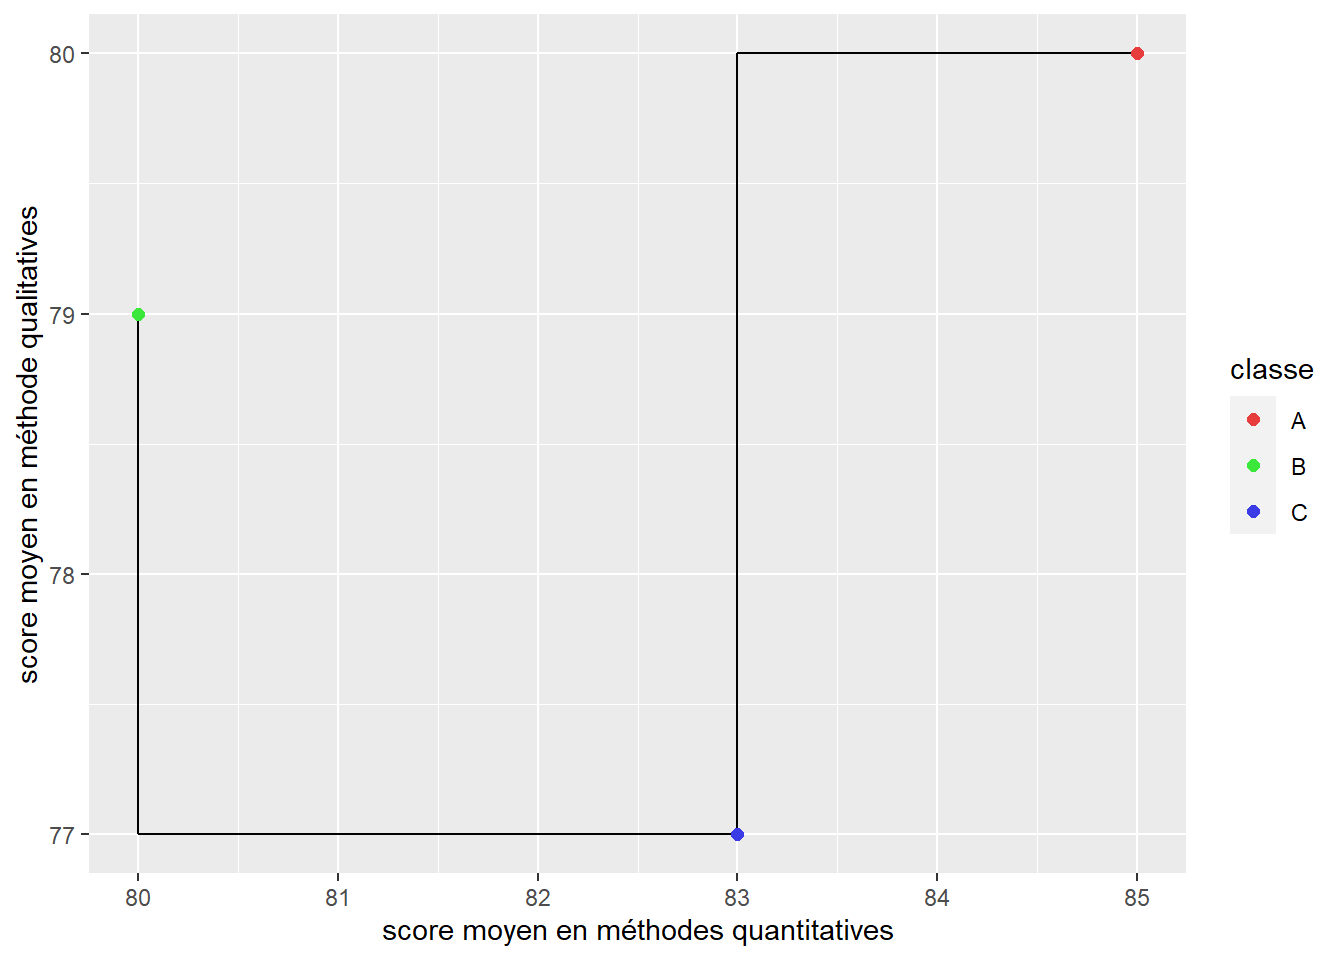 80
79
78
77
score moyen en méthode qualitatives
80 81 82 83 84 85
score moyen en méthodes quantitatives
classe
A
B
C